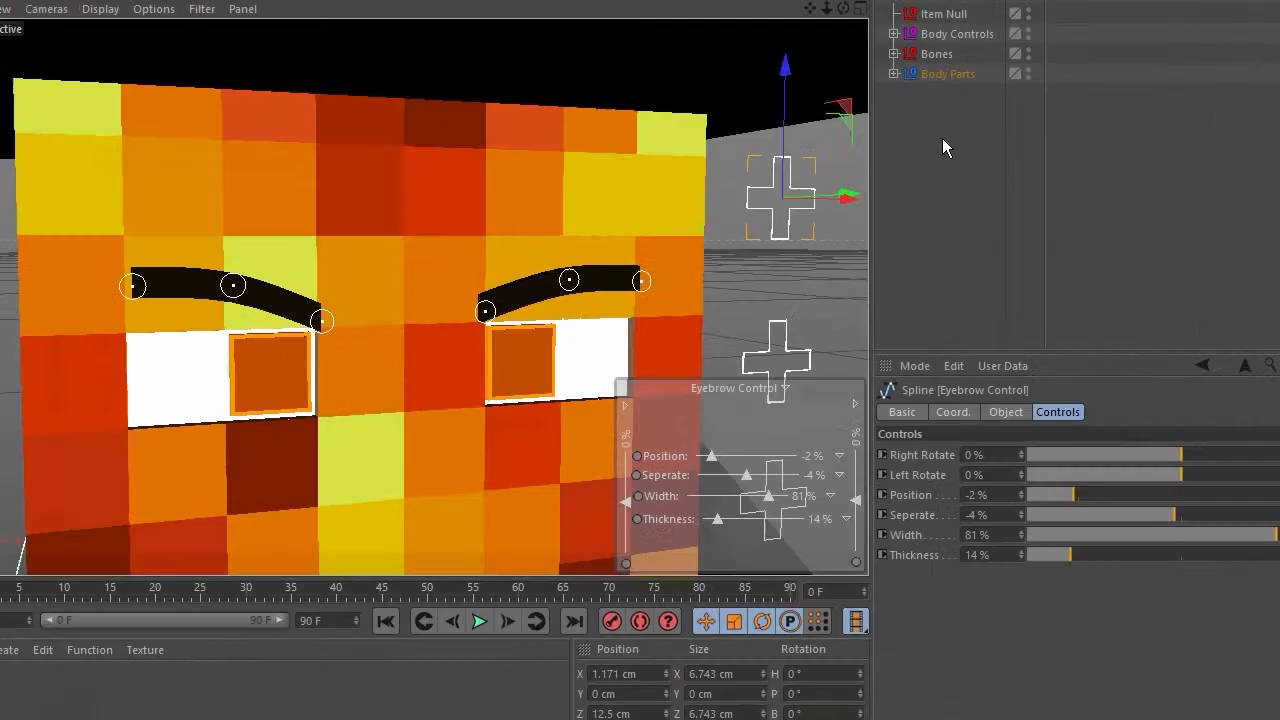 ew Cameras Display Options Filter Panel
ctive
Item Null
Body Controls
Bones
Body Parts
Mode Edit User Data
Spline [Eyebrow Control]
Basic Coord. Object Controls
Controls
Right Rotate 0 %
Left Rotate 0 %
Position -2 %
Seperate -4 %
Width 81 %
Thickness 14 %
Eyebrow Control
0 %
0 %
Position: -2 %
Seperate: -4 %
Width: 81 %
Thickness: 14 %
5 10 15 20 25 30 35 40 45 50 55 60 65 70 75 80 85 90 0 F
0 F 90 F 90 F
eate Edit Function Texture
Position Size Rotation
X 1.171 cm X 6.743 cm H 0 °
Y 0 cm Y 0 cm P 0 °
Z 12.5 cm Z 6.743 cm B 0 °